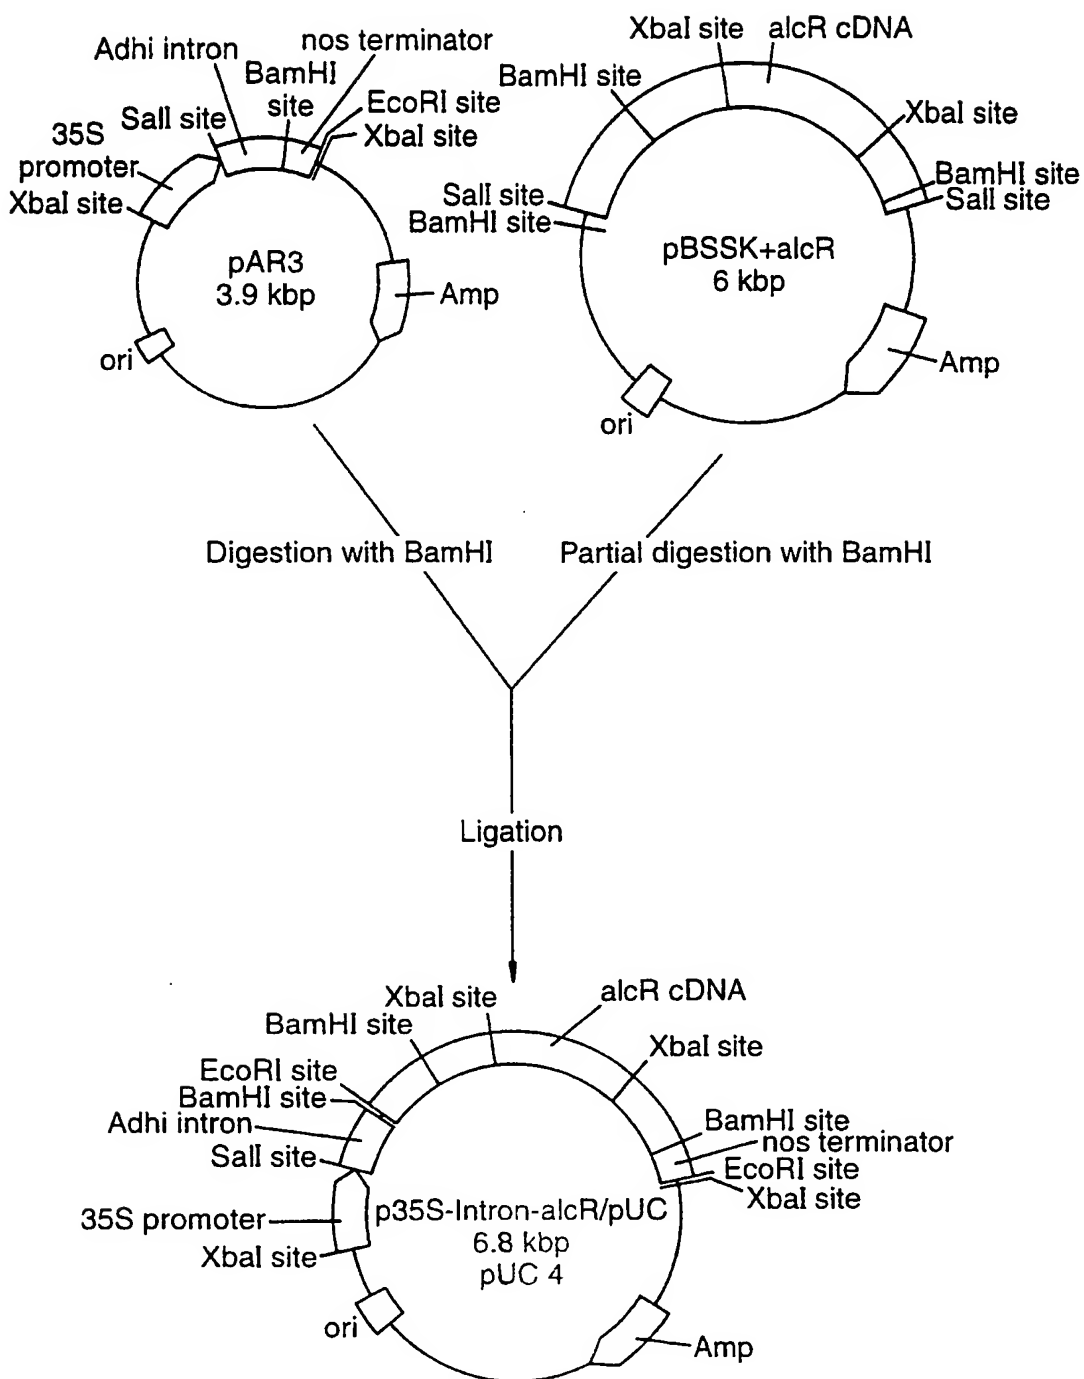 Adhi intron
nos terminator
BamHI
site
EcoRI site
SalI site
XbaI site
35S
promoter
XbaI site
pAR3
3.9 kbp
Amp
ori
XbaI site
alcR cDNA
BamHI site
XbaI site
BamHI site
SalI site
SalI site
BamHI site
pBSSK+alcR
6 kbp
Amp
ori
Digestion with BamHI
Partial digestion with BamHI
Ligation
XbaI site
alcR cDNA
BamHI site
XbaI site
EcoRI site
BamHI site
Adhi intron
SalI site
BamHI site
nos terminator
EcoRI site
XbaI site
35S promoter
p35S-Intron-alcR/pUC
6.8 kbp
pUC 4
XbaI site
ori
Amp